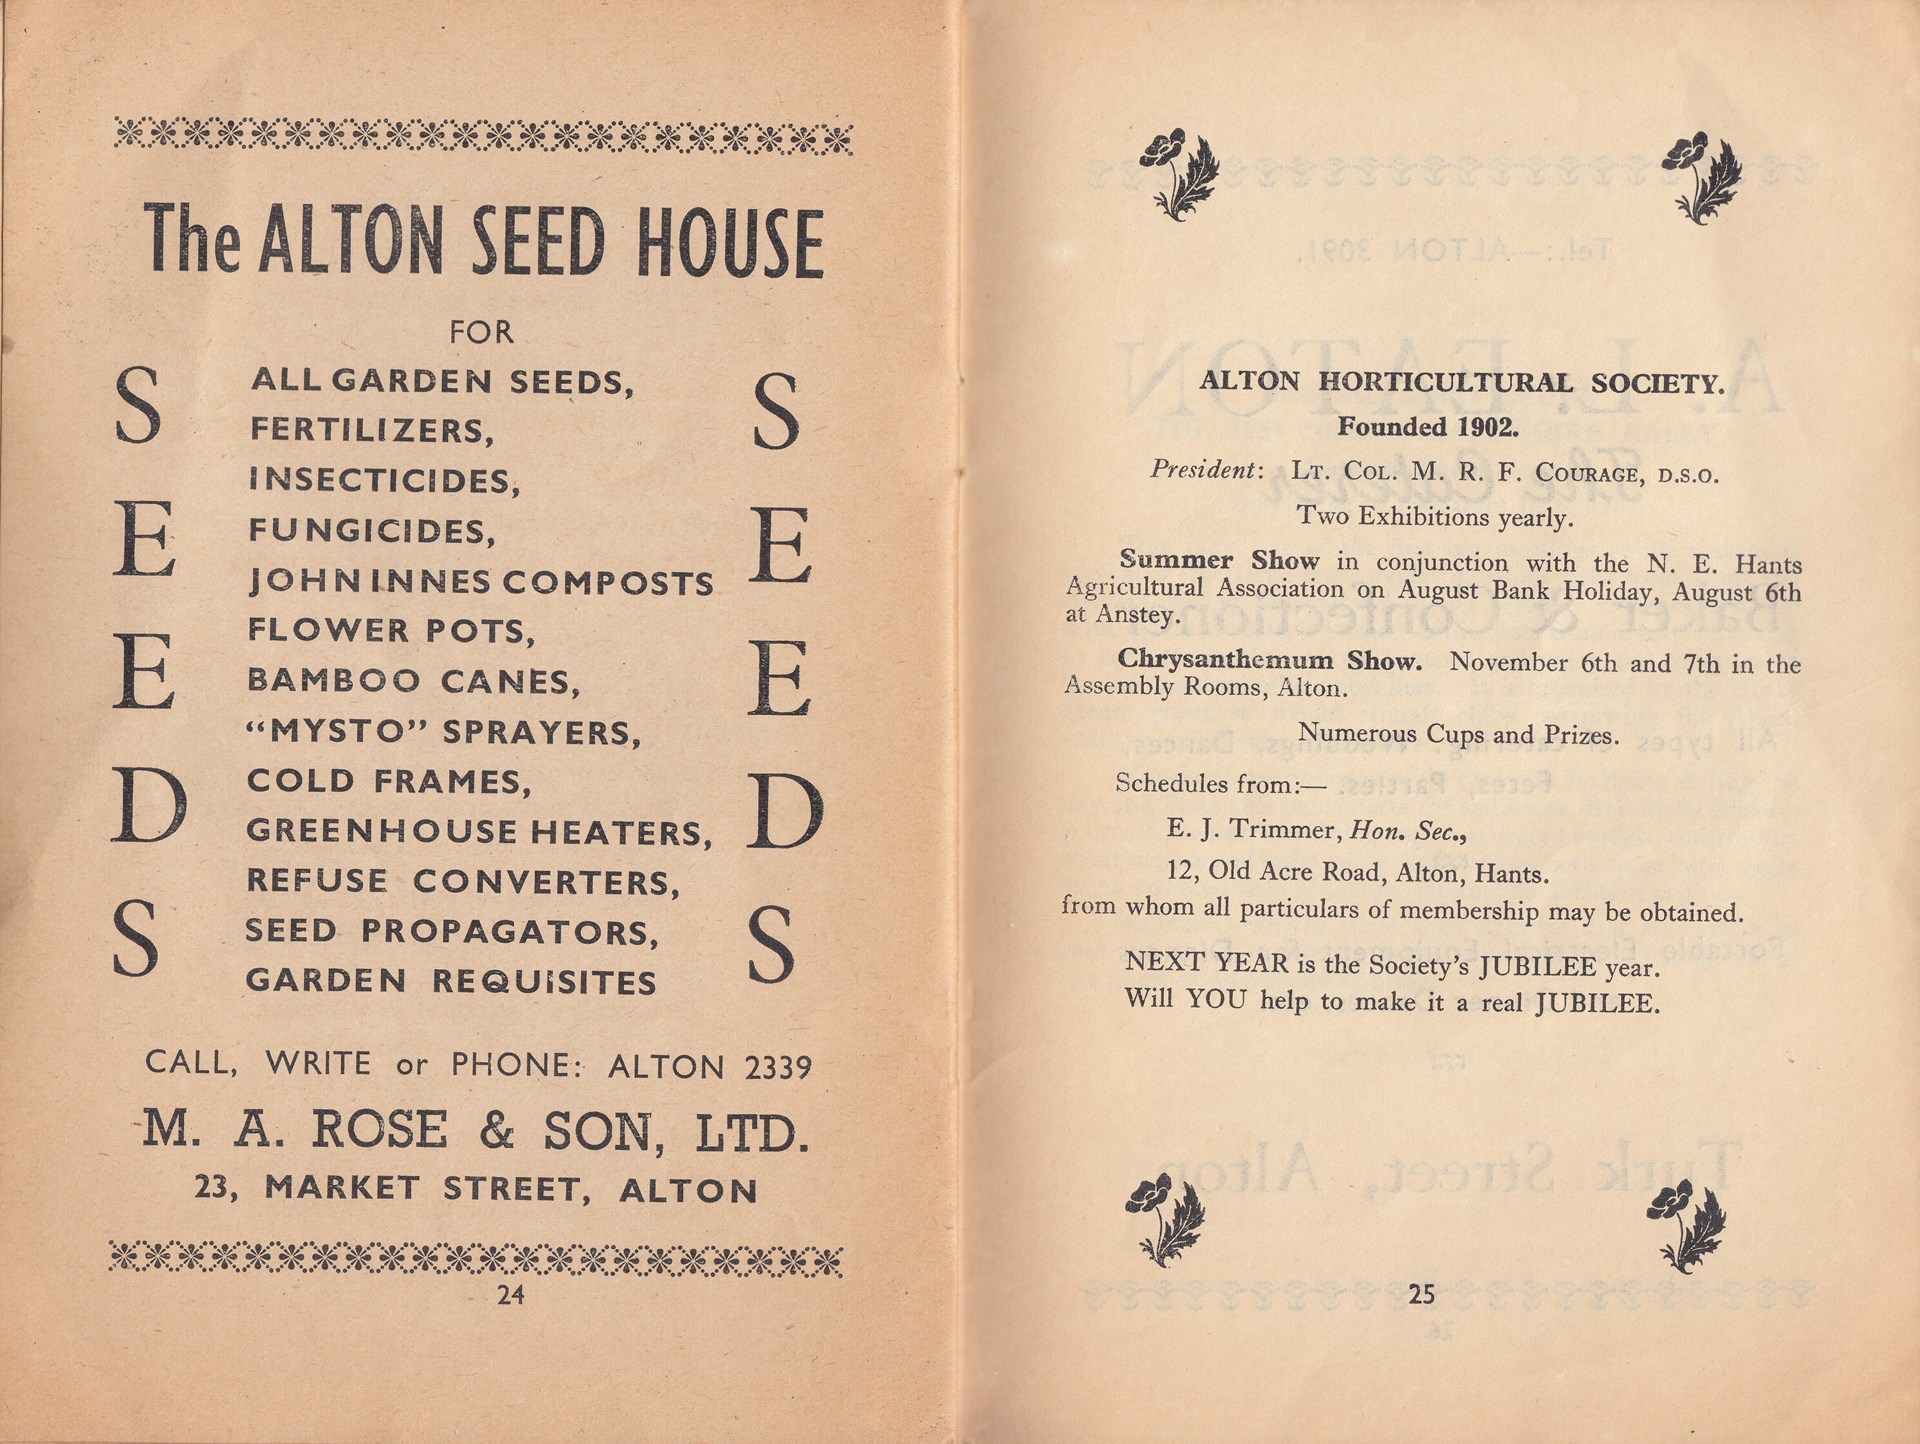 The ALTON SEED HOUSE
FOR
SEEDS
ALL GARDEN SEEDS,
FERTILIZERS,
INSECTICIDES,
FUNGICIDES,
JOHN INNES COMPOSTS
FLOWER POTS,
BAMBOO CANES,
“MYSTO” SPRAYERS,
COLD FRAMES,
GREENHOUSE HEATERS,
REFUSE CONVERTERS,
SEED PROPAGATORS,
GARDEN REQUISITES
SEEDS
CALL, WRITE or PHONE: ALTON 2339
M. A. ROSE & SON, LTD.
23, MARKET STREET, ALTON
24
ALTON HORTICULTURAL SOCIETY.
Founded 1902.
President: LT. COL. M. R. F. COURAGE, D.S.O.
Two Exhibitions yearly.
Summer Show in conjunction with the N. E. Hants
Agricultural Association on August Bank Holiday, August 6th
at Anstey.
Chrysanthemum Show. November 6th and 7th in the
Assembly Rooms, Alton.
Numerous Cups and Prizes.
Schedules from:—
E. J. Trimmer, Hon. Sec.,
12, Old Acre Road, Alton, Hants.
from whom all particulars of membership may be obtained.
NEXT YEAR is the Society’s JUBILEE year.
Will YOU help to make it a real JUBILEE.
25